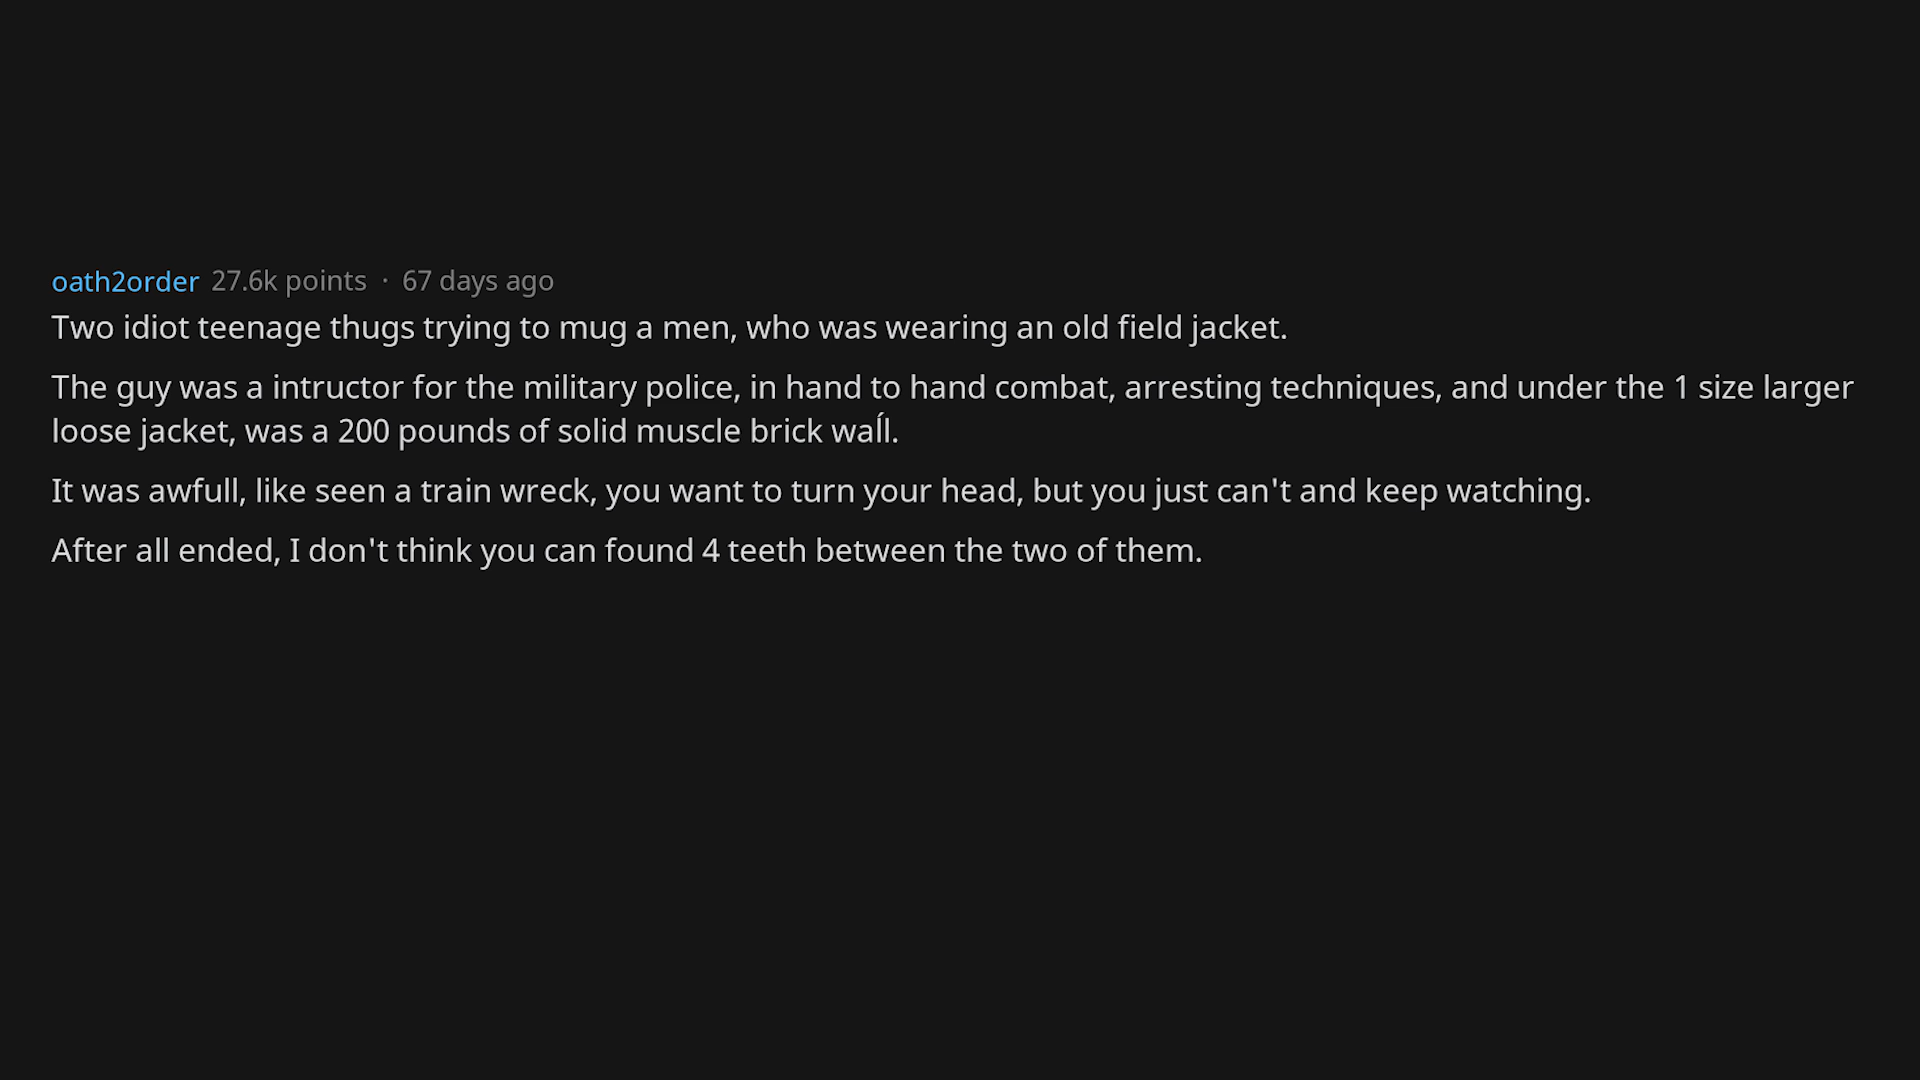 oath2order 27.6k points · 67 days ago
Two idiot teenage thugs trying to mug a men, who was wearing an old field jacket.
The guy was a intructor for the military police, in hand to hand combat, arresting techniques, and under the 1 size larger
loose jacket, was a 200 pounds of solid muscle brick waĺl.
It was awfull, like seen a train wreck, you want to turn your head, but you just can't and keep watching.
After all ended, I don't think you can found 4 teeth between the two of them.